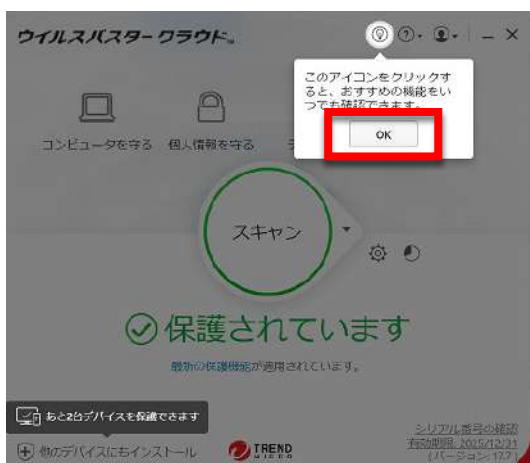 ウイルスバスター クラウド™
このアイコンをクリックす
ると、おすすめの機能をい
つでも確認できます。
OK
コンピュータを守る 個人情報を守る
スキャン
保護されています
最新の保護機能が適用されています。
あと2台デバイスを保護できます
他のデバイスにもインストール
TREND
MICRO
シリアル番号の確認
有効期限: 2025/12/31
(バージョン: 17.7)